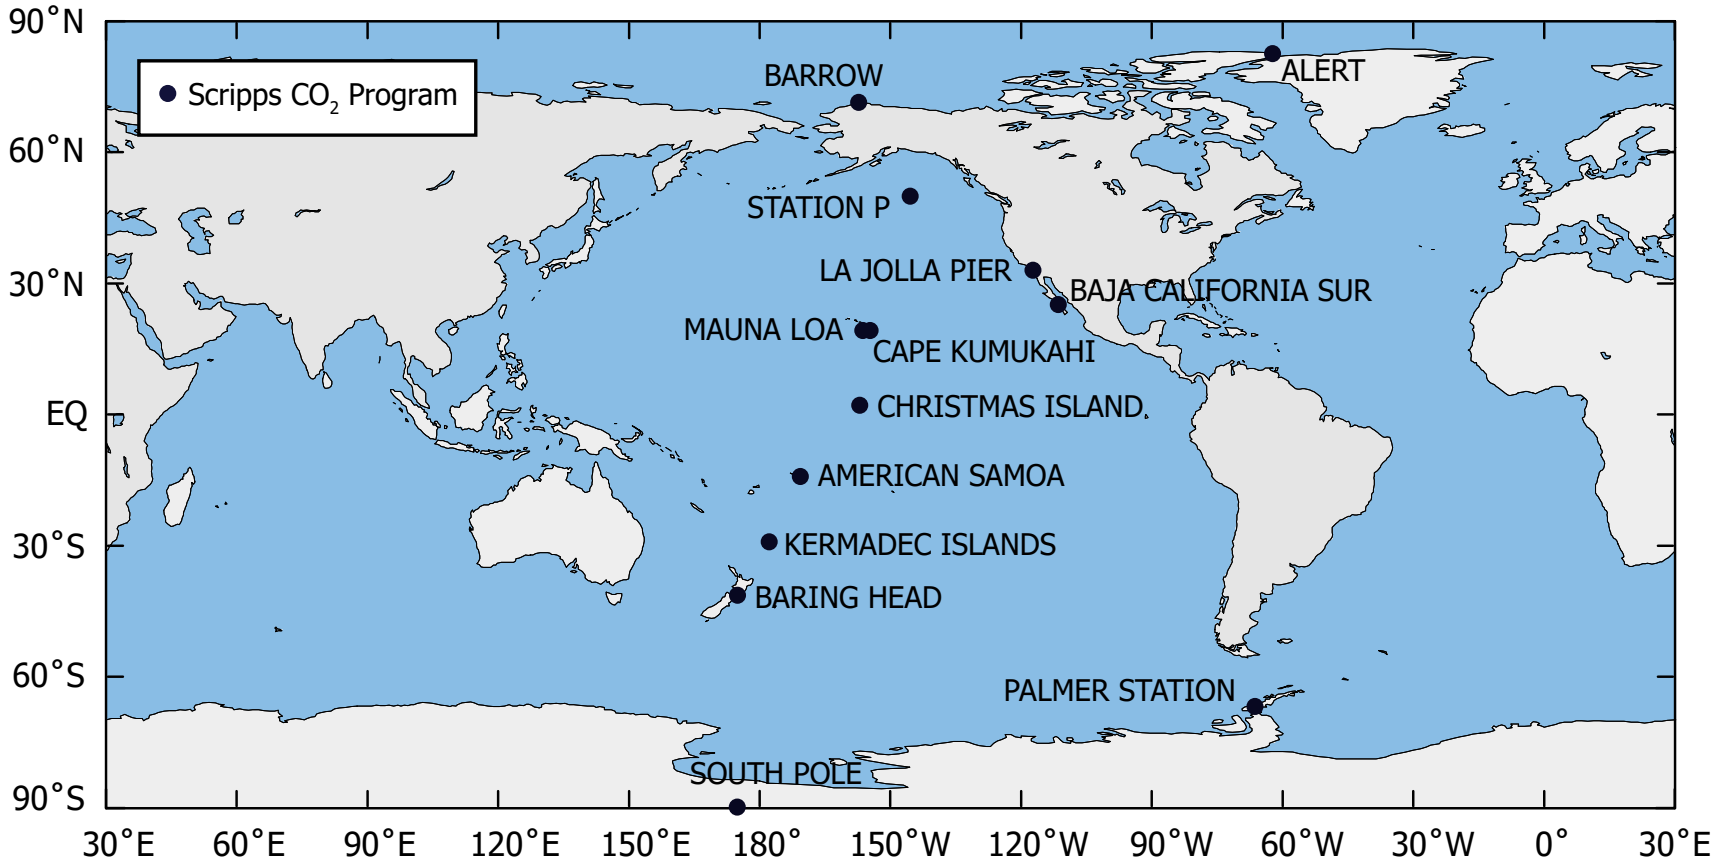 90°N
60°N
30°N
EQ
30°S
60°S
90°S
Scripps CO₂ Program
BARROW
ALERT
STATION P
LA JOLLA PIER
BAJA CALIFORNIA SUR
MAUNA LOA
CAPE KUMUKAHI
CHRISTMAS ISLAND
AMERICAN SAMOA
KERMADEC ISLANDS
BARING HEAD
PALMER STATION
SOUTH POLE
30°E 60°E 90°E 120°E 150°E 180° 150°W 120°W 90°W 60°W 30°W 0° 30°E